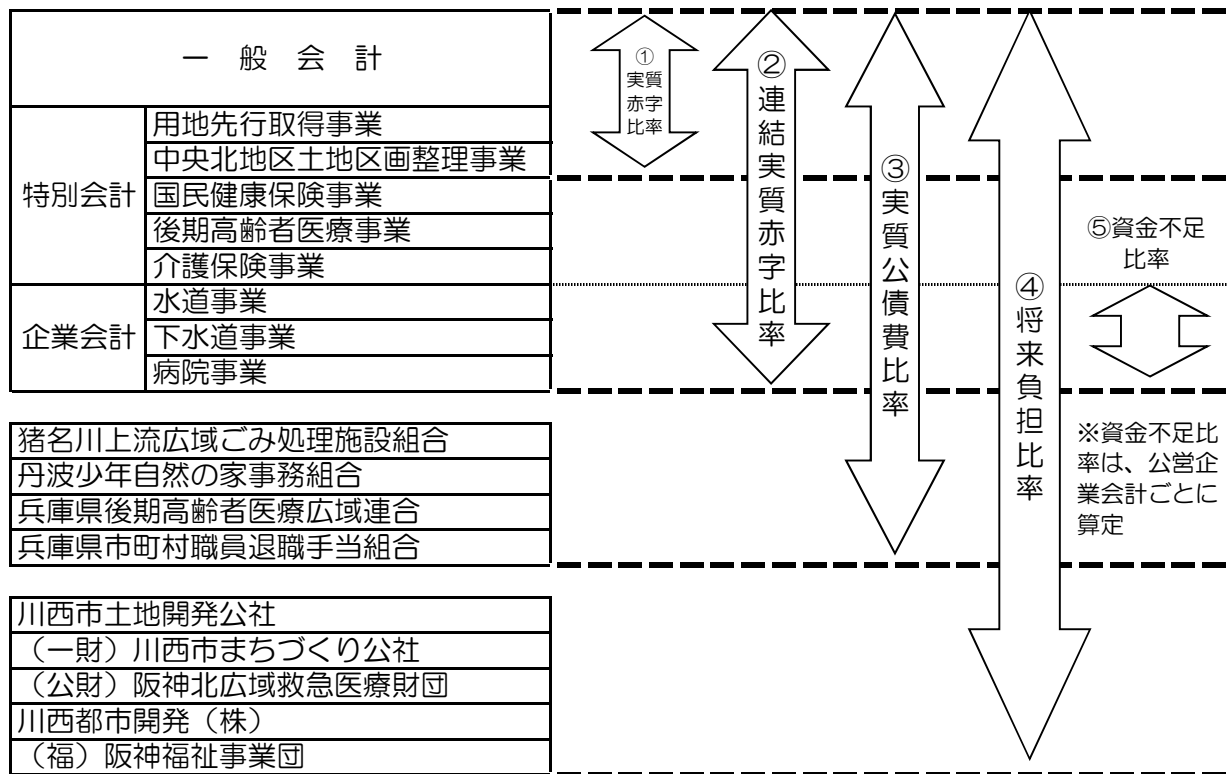 一 般 会 計
特別会計
用地先行取得事業
中央北地区土地区画整理事業
国民健康保険事業
後期高齢者医療事業
介護保険事業
企業会計
水道事業
下水道事業
病院事業
猪名川上流広域ごみ処理施設組合
丹波少年自然の家事務組合
兵庫県後期高齢者医療広域連合
兵庫県市町村職員退職手当組合
川西市土地開発公社
（一財）川西市まちづくり公社
（公財）阪神北広域救急医療財団
川西都市開発（株）
（福）阪神福祉事業団
①
実質
赤字
比率
②連結実質赤字比率
③実質公債費比率
④将来負担比率
⑤資金不足
比率
※資金不足比
率は、公営企
業会計ごとに
算定